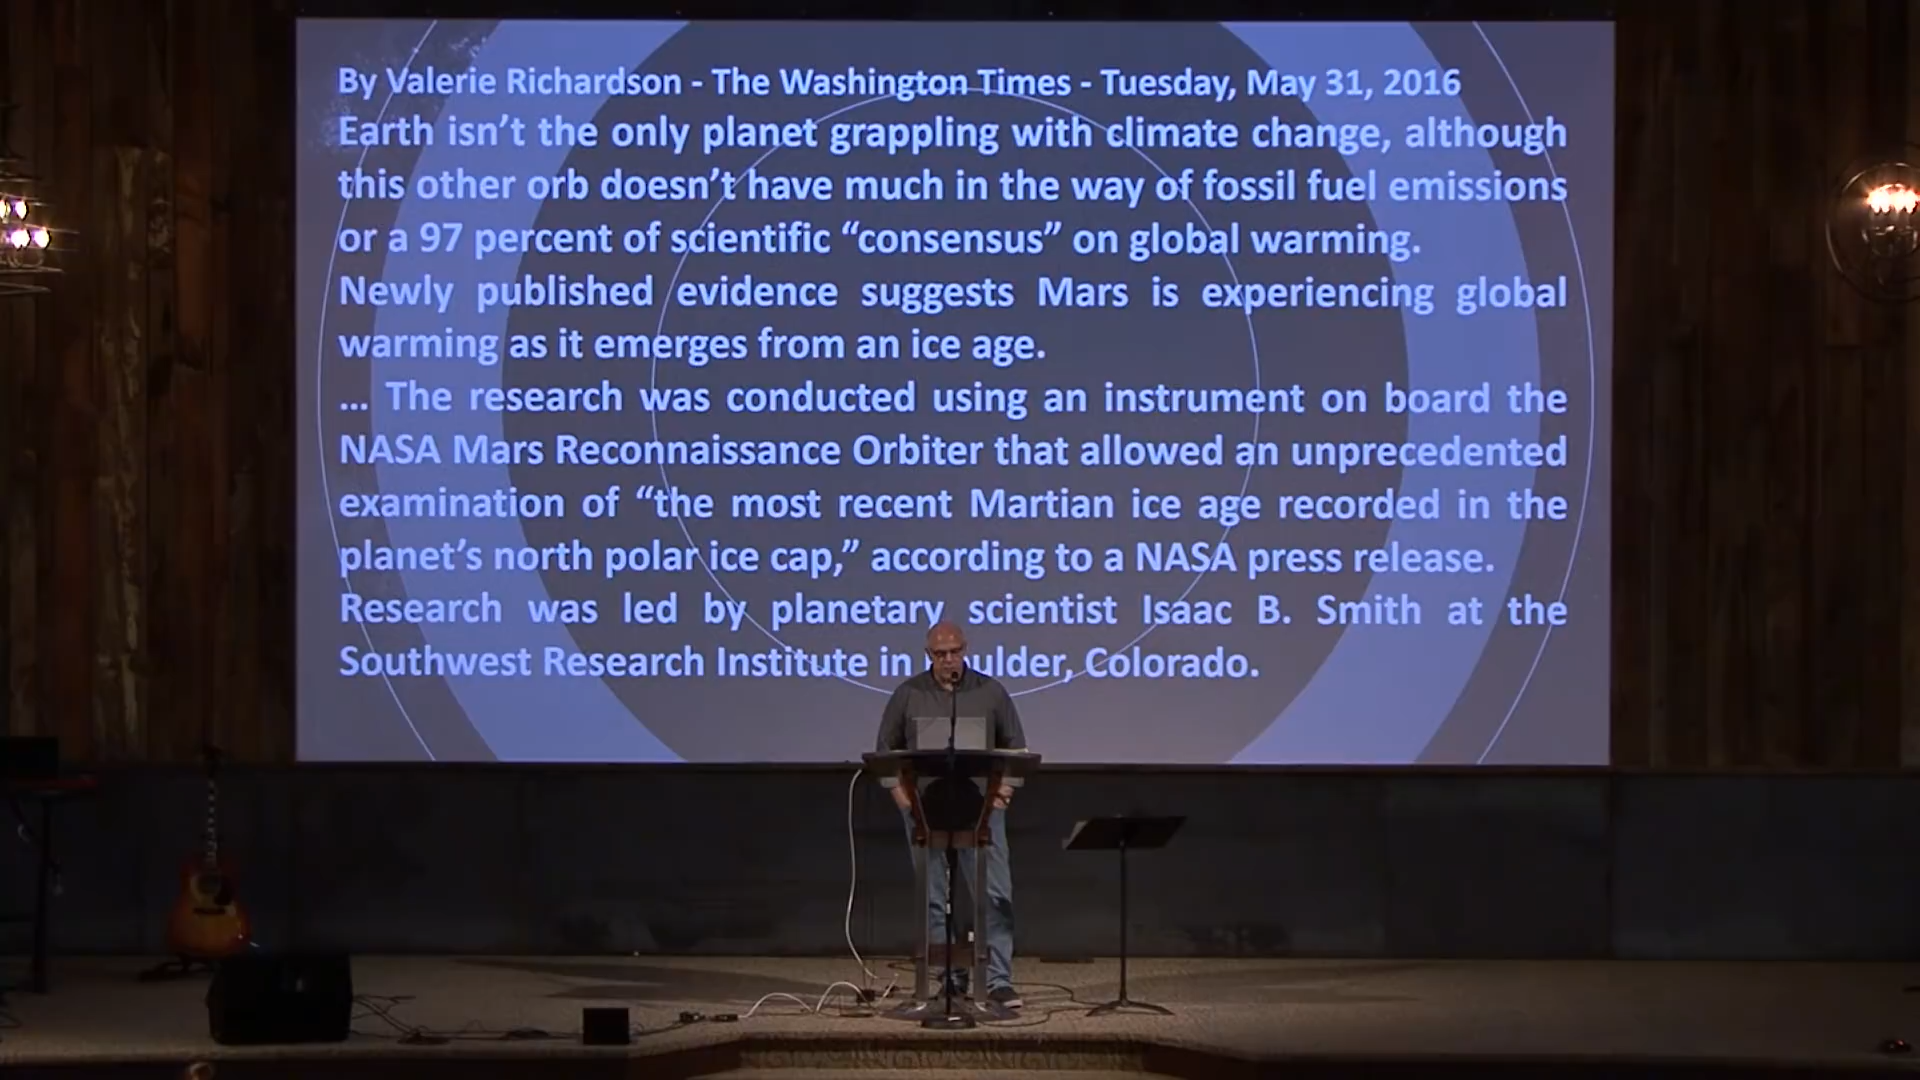 By Valerie Richardson - The Washington Times - Tuesday, May 31, 2016
Earth isn’t the only planet grappling with climate change, although
this other orb doesn’t have much in the way of fossil fuel emissions
or a 97 percent of scientific “consensus” on global warming.
Newly published evidence suggests Mars is experiencing global
warming as it emerges from an ice age.
... The research was conducted using an instrument on board the
NASA Mars Reconnaissance Orbiter that allowed an unprecedented
examination of “the most recent Martian ice age recorded in the
planet’s north polar ice cap,” according to a NASA press release.
Research was led by planetary scientist Isaac B. Smith at the
Southwest Research Institute in Colorado.